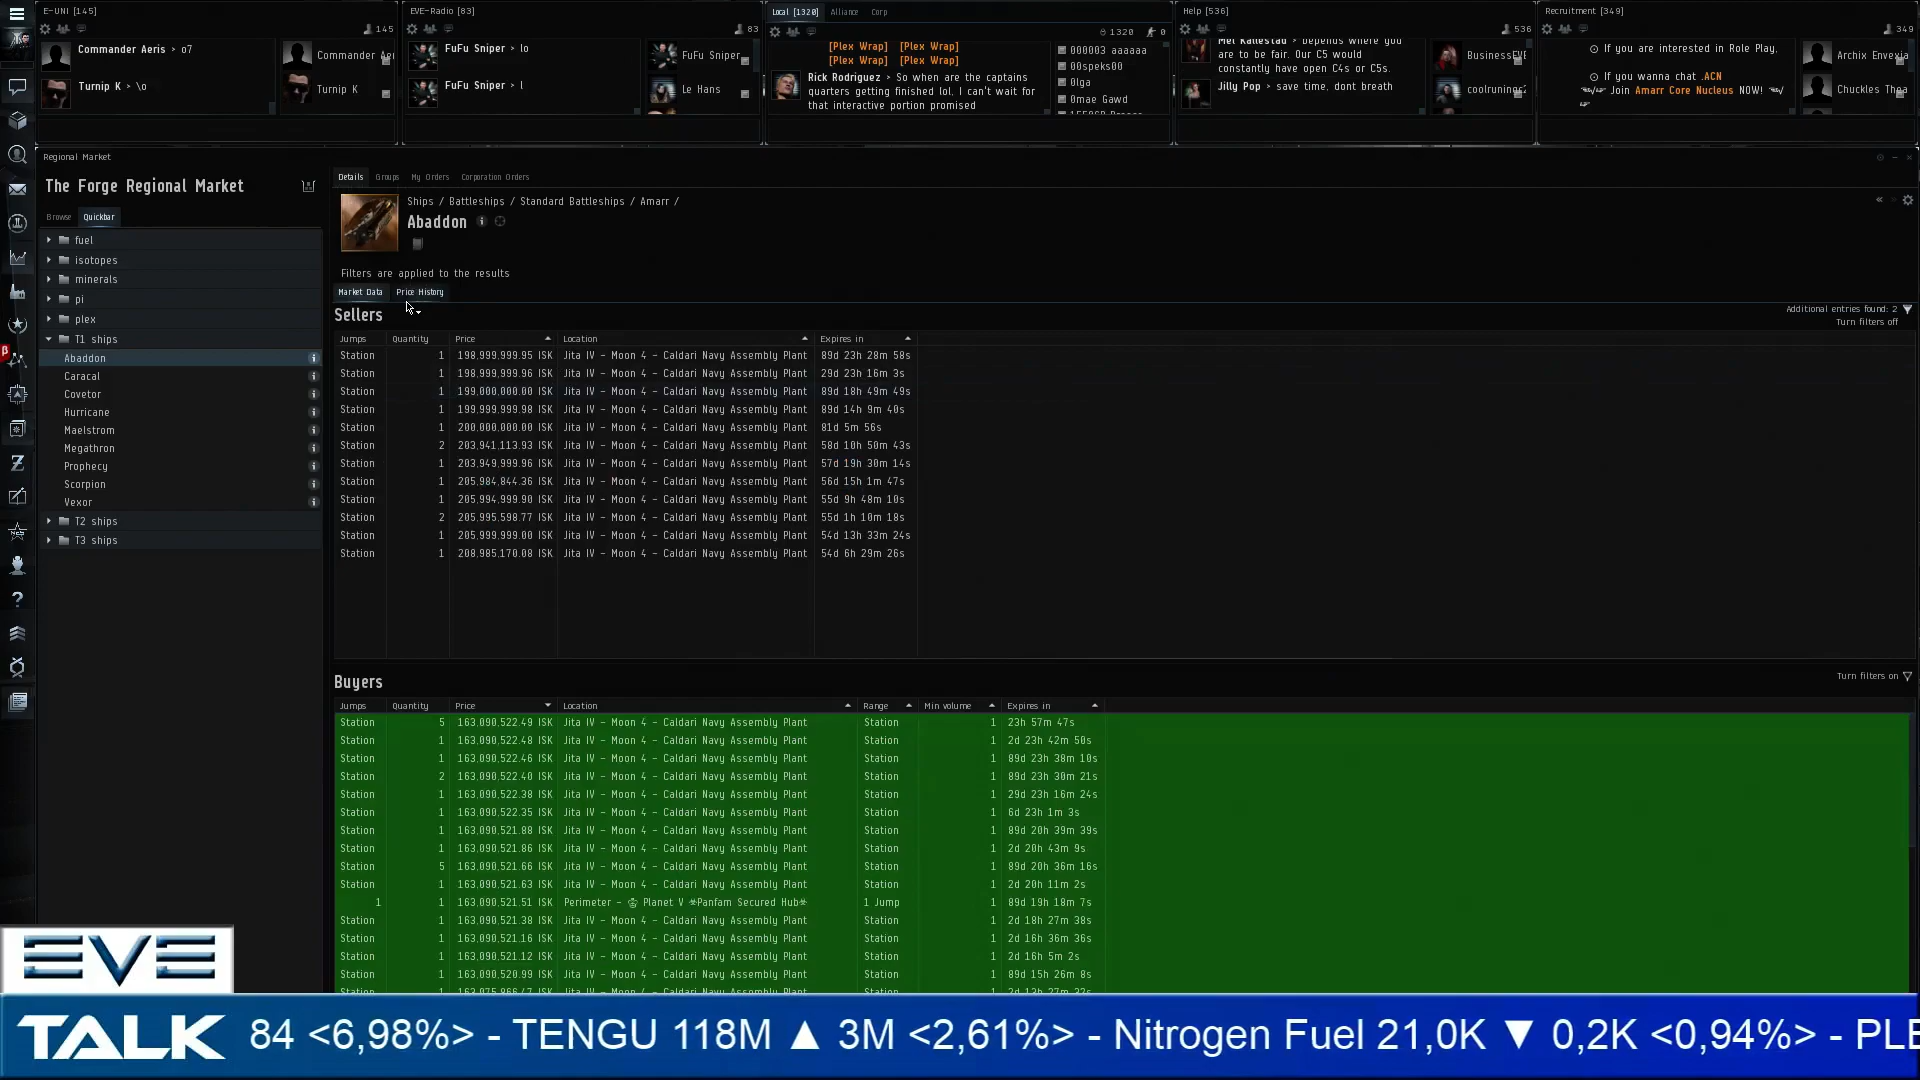 E-UNI [145]
145
Commander Aeris > o7
Turnip K > \o
Commander Aer
Turnip K
EVE-Radio [83]
83
FuFu Sniper > lo
FuFu Sniper > l
FuFu Sniper
Le Hans
Local [1320] Alliance Corp
1320 0
[Plex Wrap] [Plex Wrap]
[Plex Wrap] [Plex Wrap]
Rick Rodriguez > So when are the captains
quarters getting finished lol, I can't wait for
that interactive portion promised
000003 aaaaaa
00speks00
0lga
0mae Gawd
Help [536]
536
Mel Kallestad > Depends where you
are to be fair. Our C5 would
constantly have open C4s or C5s.
Jilly Pop > save time, dont breath
BusinessEVE
coolruning
Recruitment [349]
349
If you are interested in Role Play,
If you wanna chat .ACN
Join Amarr Core Nucleus NOW!
Archix Envexia
Chuckles Thea
Regional Market
The Forge Regional Market
Browse Quickbar
fuel
isotopes
minerals
pi
plex
T1 ships
Abaddon
Caracal
Covetor
Hurricane
Maelstrom
Megathron
Prophecy
Scorpion
Vexor
T2 ships
T3 ships
Details Groups My Orders Corporation Orders
Ships / Battleships / Standard Battleships / Amarr /
Abaddon
Filters are applied to the results
Market Data Price History
Sellers
Additional entries found: 2
Turn filters off
Jumps Quantity Price Location Expires in
Station 1 198,999,999.95 ISK Jita IV - Moon 4 - Caldari Navy Assembly Plant 89d 23h 28m 58s
Station 1 198,999,999.96 ISK Jita IV - Moon 4 - Caldari Navy Assembly Plant 29d 23h 16m 3s
Station 1 199,000,000.00 ISK Jita IV - Moon 4 - Caldari Navy Assembly Plant 89d 18h 49m 49s
Station 1 199,999,999.98 ISK Jita IV - Moon 4 - Caldari Navy Assembly Plant 89d 14h 9m 40s
Station 1 200,000,000.00 ISK Jita IV - Moon 4 - Caldari Navy Assembly Plant 81d 5m 56s
Station 2 203,941,113.93 ISK Jita IV - Moon 4 - Caldari Navy Assembly Plant 58d 10h 50m 43s
Station 1 203,949,999.96 ISK Jita IV - Moon 4 - Caldari Navy Assembly Plant 57d 19h 30m 14s
Station 1 205,984,844.36 ISK Jita IV - Moon 4 - Caldari Navy Assembly Plant 56d 15h 1m 47s
Station 1 205,994,999.90 ISK Jita IV - Moon 4 - Caldari Navy Assembly Plant 55d 9h 48m 10s
Station 2 205,995,598.77 ISK Jita IV - Moon 4 - Caldari Navy Assembly Plant 55d 1h 10m 18s
Station 1 205,999,999.00 ISK Jita IV - Moon 4 - Caldari Navy Assembly Plant 54d 13h 33m 24s
Station 1 208,985,170.08 ISK Jita IV - Moon 4 - Caldari Navy Assembly Plant 54d 6h 29m 26s
Buyers
Turn filters on
Jumps Quantity Price Location Range Min volume Expires in
Station 5 163,090,522.49 ISK Jita IV - Moon 4 - Caldari Navy Assembly Plant Station 1 23h 57m 47s
Station 1 163,090,522.48 ISK Jita IV - Moon 4 - Caldari Navy Assembly Plant Station 1 2d 23h 42m 50s
Station 1 163,090,522.46 ISK Jita IV - Moon 4 - Caldari Navy Assembly Plant Station 1 89d 23h 38m 10s
Station 2 163,090,522.40 ISK Jita IV - Moon 4 - Caldari Navy Assembly Plant Station 1 89d 23h 30m 21s
Station 1 163,090,522.38 ISK Jita IV - Moon 4 - Caldari Navy Assembly Plant Station 1 29d 23h 16m 24s
Station 1 163,090,522.35 ISK Jita IV - Moon 4 - Caldari Navy Assembly Plant Station 1 6d 23h 1m 3s
Station 1 163,090,521.88 ISK Jita IV - Moon 4 - Caldari Navy Assembly Plant Station 1 89d 20h 39m 39s
Station 1 163,090,521.86 ISK Jita IV - Moon 4 - Caldari Navy Assembly Plant Station 1 2d 20h 43m 9s
Station 5 163,090,521.66 ISK Jita IV - Moon 4 - Caldari Navy Assembly Plant Station 1 89d 20h 36m 16s
Station 1 163,090,521.63 ISK Jita IV - Moon 4 - Caldari Navy Assembly Plant Station 1 2d 20h 11m 2s
1 1 163,090,521.51 ISK Perimeter - Planet V Panfam Secured Hub 1 Jump 1 89d 19h 18m 7s
Station 1 163,090,521.38 ISK Jita IV - Moon 4 - Caldari Navy Assembly Plant Station 1 2d 18h 27m 38s
Station 1 163,090,521.16 ISK Jita IV - Moon 4 - Caldari Navy Assembly Plant Station 1 2d 16h 36m 36s
Station 1 163,090,521.12 ISK Jita IV - Moon 4 - Caldari Navy Assembly Plant Station 1 2d 16h 5m 2s
Station 1 163,090,520.99 ISK Jita IV - Moon 4 - Caldari Navy Assembly Plant Station 1 89d 15h 26m 8s
EVE
TALK 84 <6,98%> - TENGU 118M ▲ 3M <2,61%> - Nitrogen Fuel 21,0K ▼ 0,2K <0,94%> - PLE